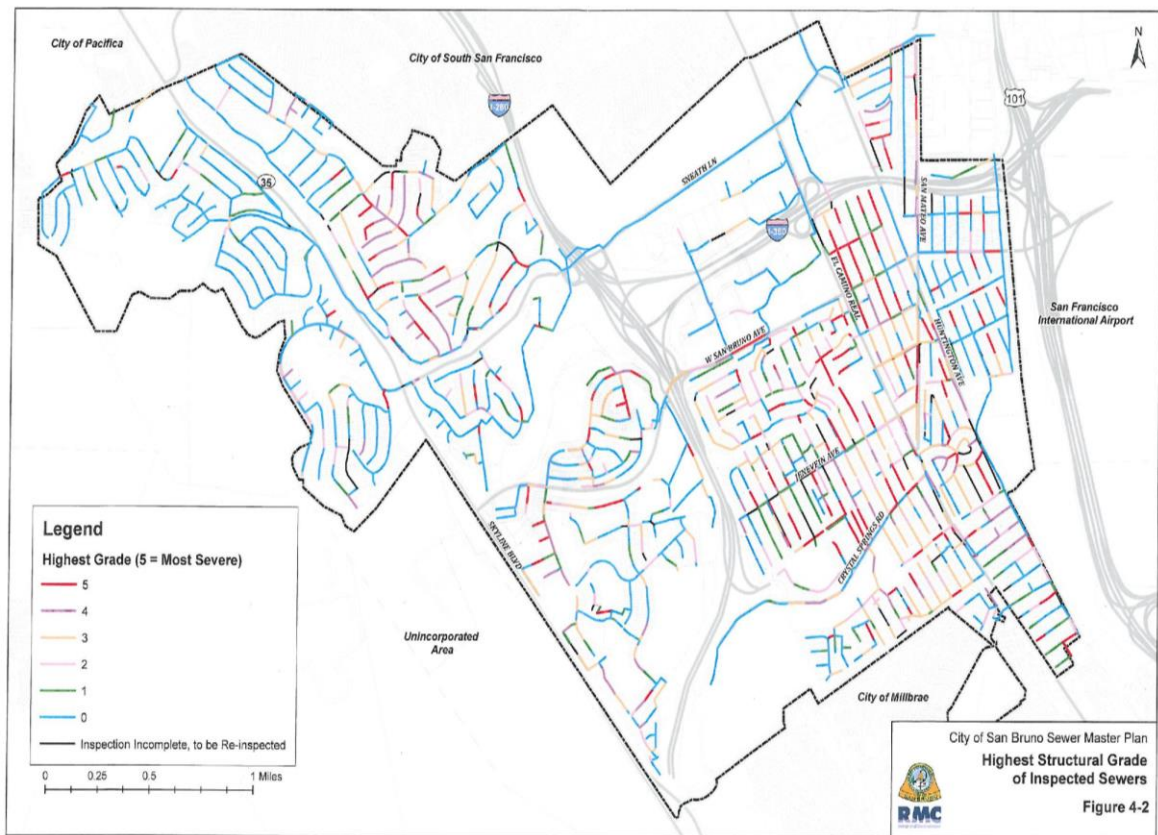 City of Pacifica
City of South San Francisco
N
I-280
101
35
SNEATH LN
SAN MATEO AVE
I-380
EL CAMINO REAL
San Francisco
International Airport
HUNTINGTON AVE
W SAN BRUNO AVE
JENEVEIN AVE
CRYSTAL SPRINGS RD
SKYLINE BLVD
Unincorporated
Area
City of Millbrae
Legend
Highest Grade (5 = Most Severe)
5
4
3
2
1
0
Inspection Incomplete, to be Re-inspected
0 0.25 0.5 1 Miles
City of San Bruno Sewer Master Plan
Highest Structural Grade
of Inspected Sewers
Figure 4-2
RMC